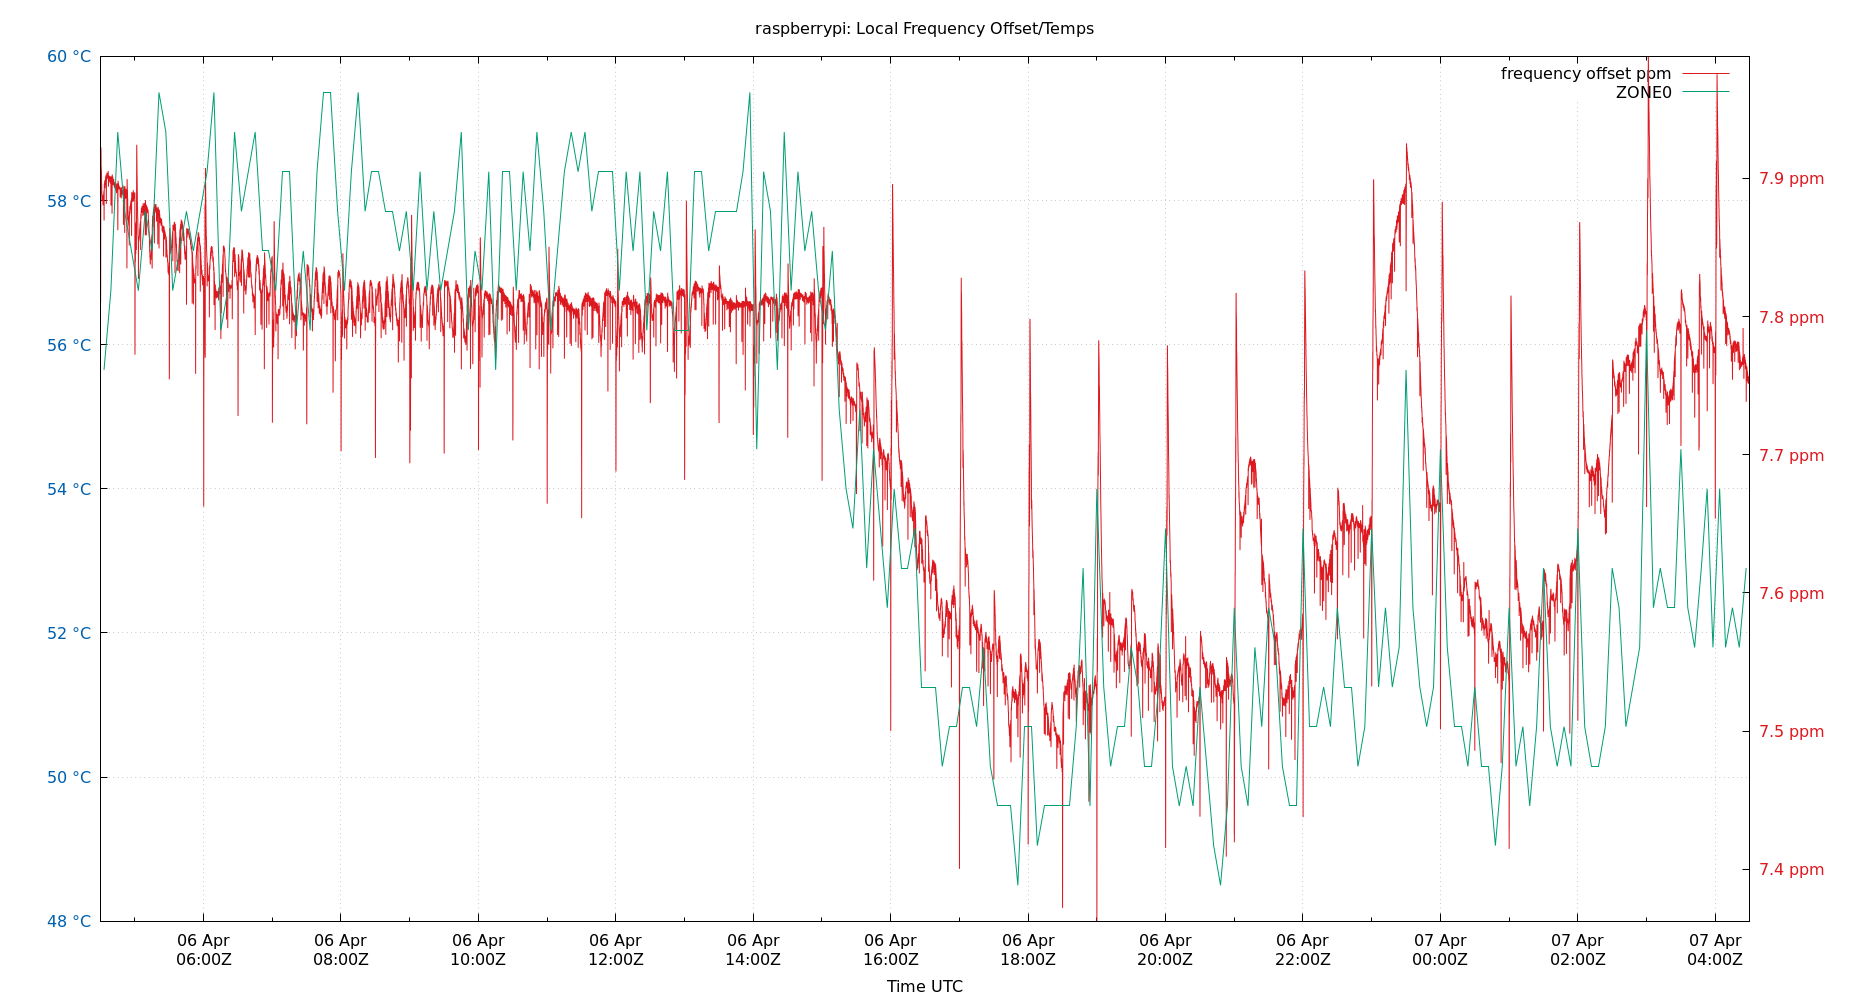 raspberrypi: Local Frequency Offset/Temps
60 °C
58 °C
56 °C
54 °C
52 °C
50 °C
48 °C
frequency offset ppm
ZONE0
7.9 ppm
7.8 ppm
7.7 ppm
7.6 ppm
7.5 ppm
7.4 ppm
06 Apr
06:00Z
06 Apr
08:00Z
06 Apr
10:00Z
06 Apr
12:00Z
06 Apr
14:00Z
06 Apr
16:00Z
06 Apr
18:00Z
06 Apr
20:00Z
06 Apr
22:00Z
07 Apr
00:00Z
07 Apr
02:00Z
07 Apr
04:00Z
Time UTC